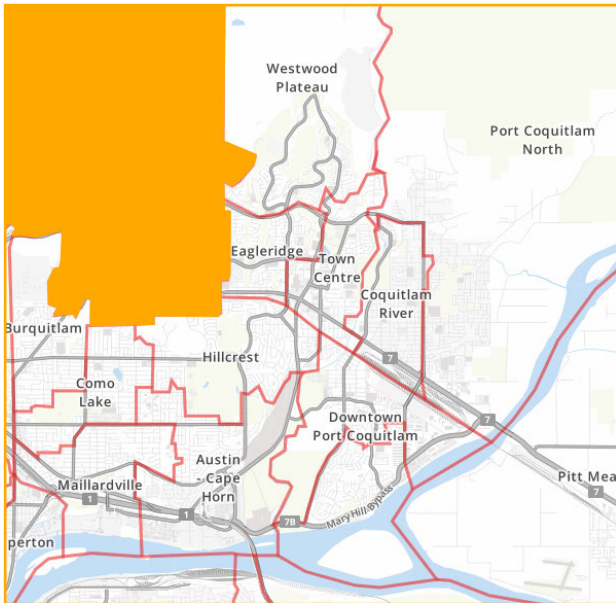 Westwood
Plateau
Port Coquitlam
North
Eagleridge
Town
Centre
Coquitlam
River
Burquitlam
Hillcrest
7
Como
Lake
Downtown
Port Coquitlam
7
Austin
- Cape
Horn
Maillardville
1
1
7B
Mary Hill Bypass
Pitt Mea
7
perton